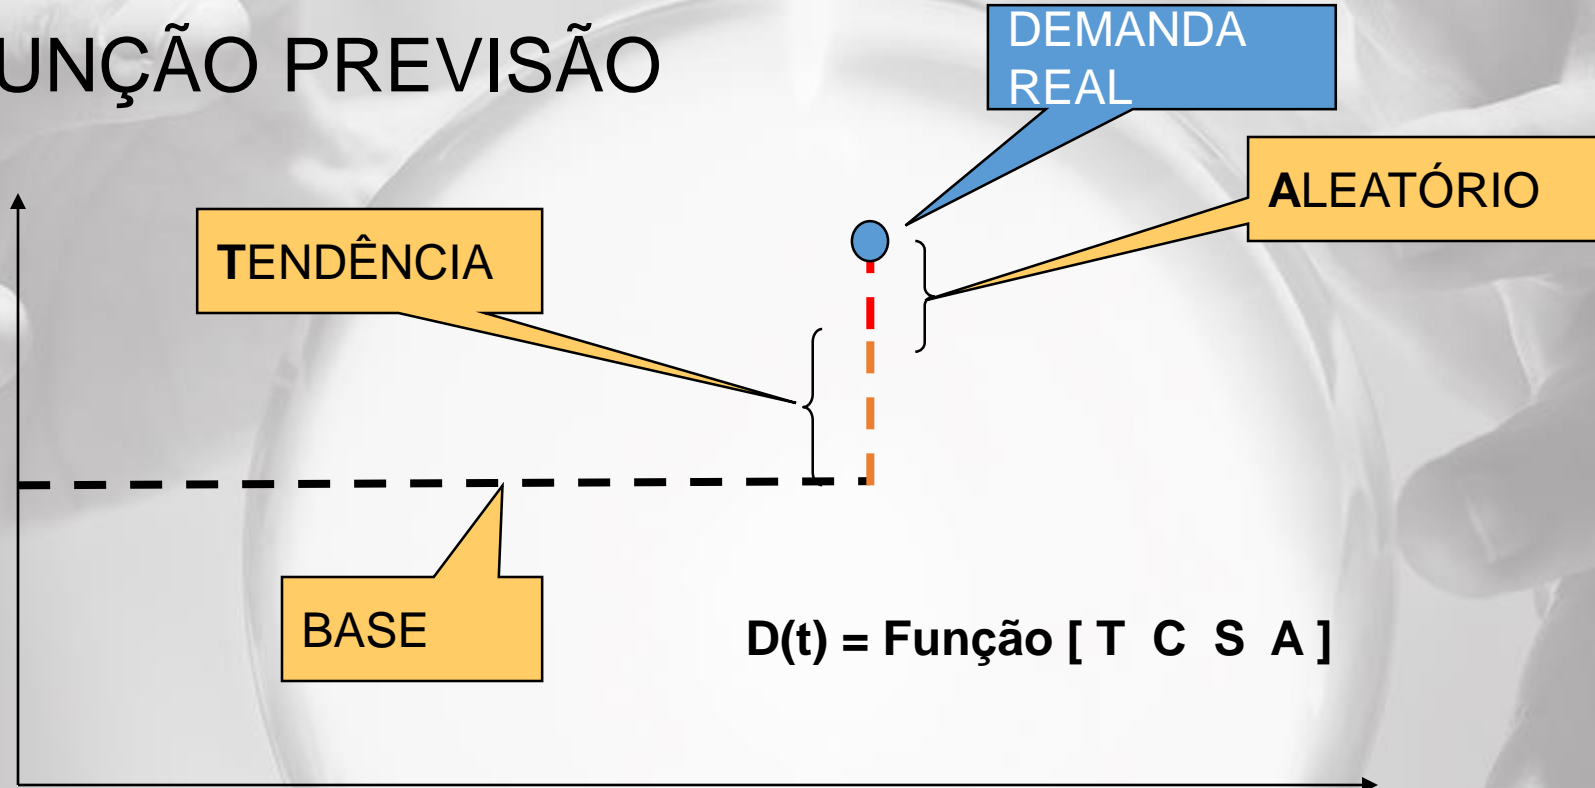 UNÇÃO PREVISÃO
DEMANDA
REAL
ALEATÓRIO
TENDÊNCIA
BASE
D(t) = Função [ T C S A ]